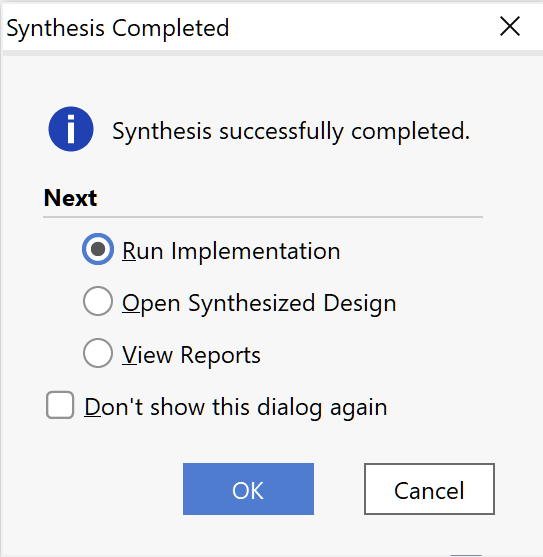 Synthesis Completed
Synthesis successfully completed.
Next
Run Implementation
Open Synthesized Design
View Reports
Don't show this dialog again
OK
Cancel